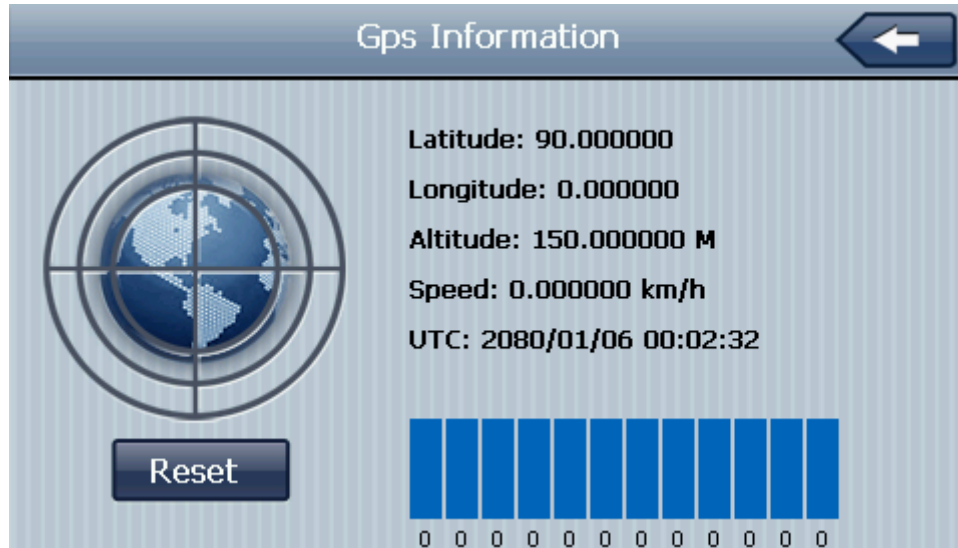 Gps Information
Latitude: 90.000000
Longitude: 0.000000
Altitude: 150.000000 M
Speed: 0.000000 km/h
UTC: 2080/01/06 00:02:32
Reset
0 0 0 0 0 0 0 0 0 0 0 0